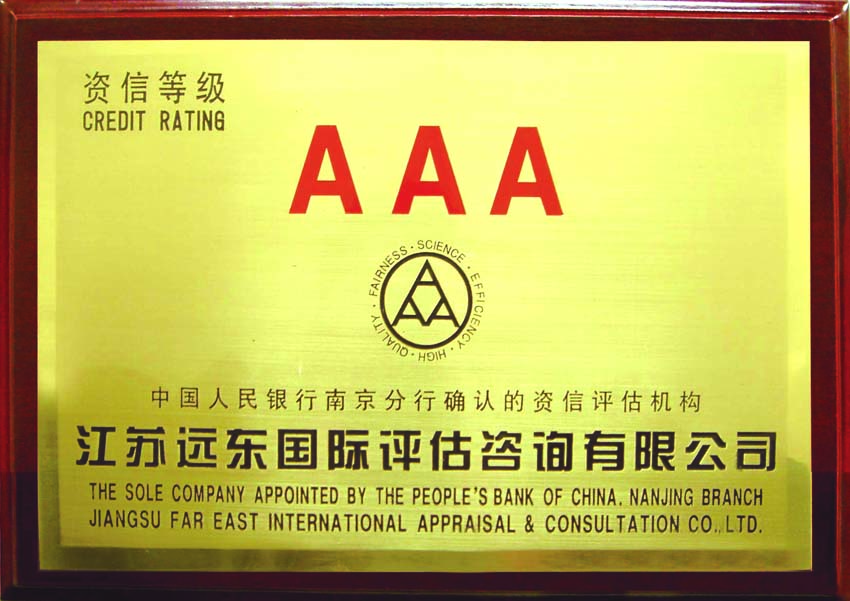 资信等级
CREDIT RATING
AAA
FAIRNESS · SCIENCE · EFFICIENCY · HIGH · QUALITY ·
AAA
中国人民银行南京分行确认的资信评估机构
江苏远东国际评估咨询有限公司
THE SOLE COMPANY APPOINTED BY THE PEOPLE'S BANK OF CHINA. NANJING BRANCH
JIANGSU FAR EAST INTERNATIONAL APPRAISAL & CONSULTATION CO., LTD.